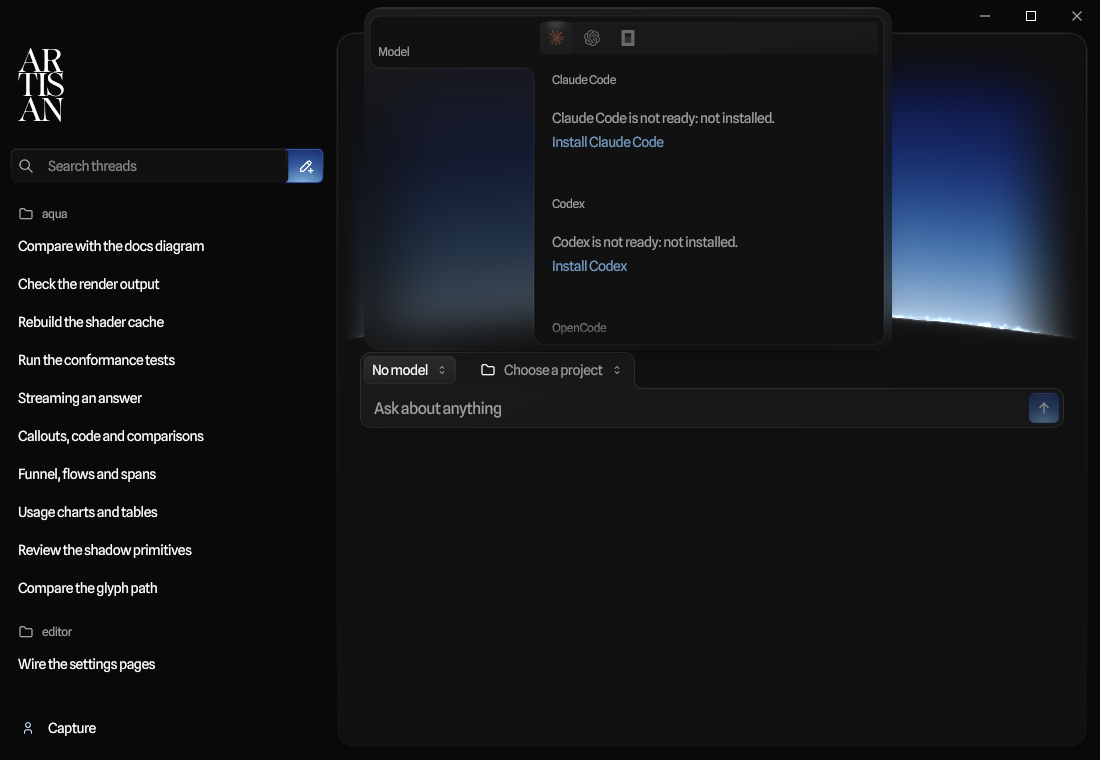 AR
TIS
AN
Search threads
aqua
Compare with the docs diagram
Check the render output
Rebuild the shader cache
Run the conformance tests
Streaming an answer
Callouts, code and comparisons
Funnel, flows and spans
Usage charts and tables
Review the shadow primitives
Compare the glyph path
editor
Wire the settings pages
Capture
Model
Claude Code
Claude Code is not ready: not installed.
Install Claude Code
Codex
Codex is not ready: not installed.
Install Codex
OpenCode
No model
Choose a project
Ask about anything